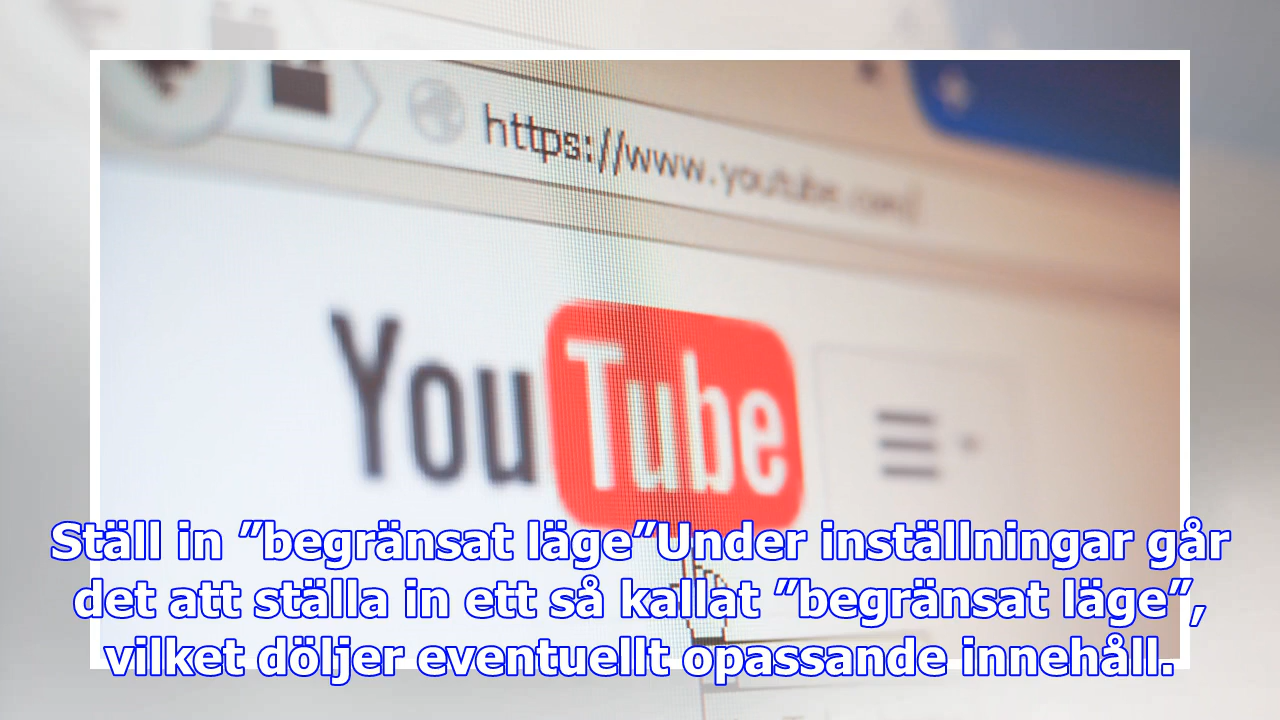 https://www.youtube.com/
YouTube
Ställ in ”begränsat läge”Under inställningar går
det att ställa in ett så kallat ”begränsat läge”,
vilket döljer eventuellt opassande innehåll.